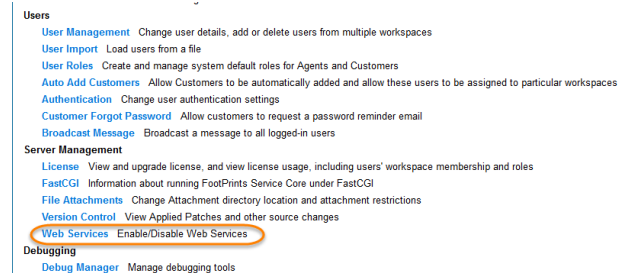 Users
User Management Change user details, add or delete users from multiple workspaces
User Import Load users from a file
User Roles Create and manage system default roles for Agents and Customers
Auto Add Customers Allow Customers to be automatically added and allow these users to be assigned to particular workspaces
Authentication Change user authentication settings
Customer Forgot Password Allow customers to request a password reminder email
Broadcast Message Broadcast a message to all logged-in users
Server Management
License View and upgrade license, and view license usage, including users' workspace membership and roles
FastCGI Information about running FootPrints Service Core under FastCGI
File Attachments Change Attachment directory location and attachment restrictions
Version Control View Applied Patches and other source changes
Web Services Enable/Disable Web Services
Debugging
Debug Manager Manage debugging tools